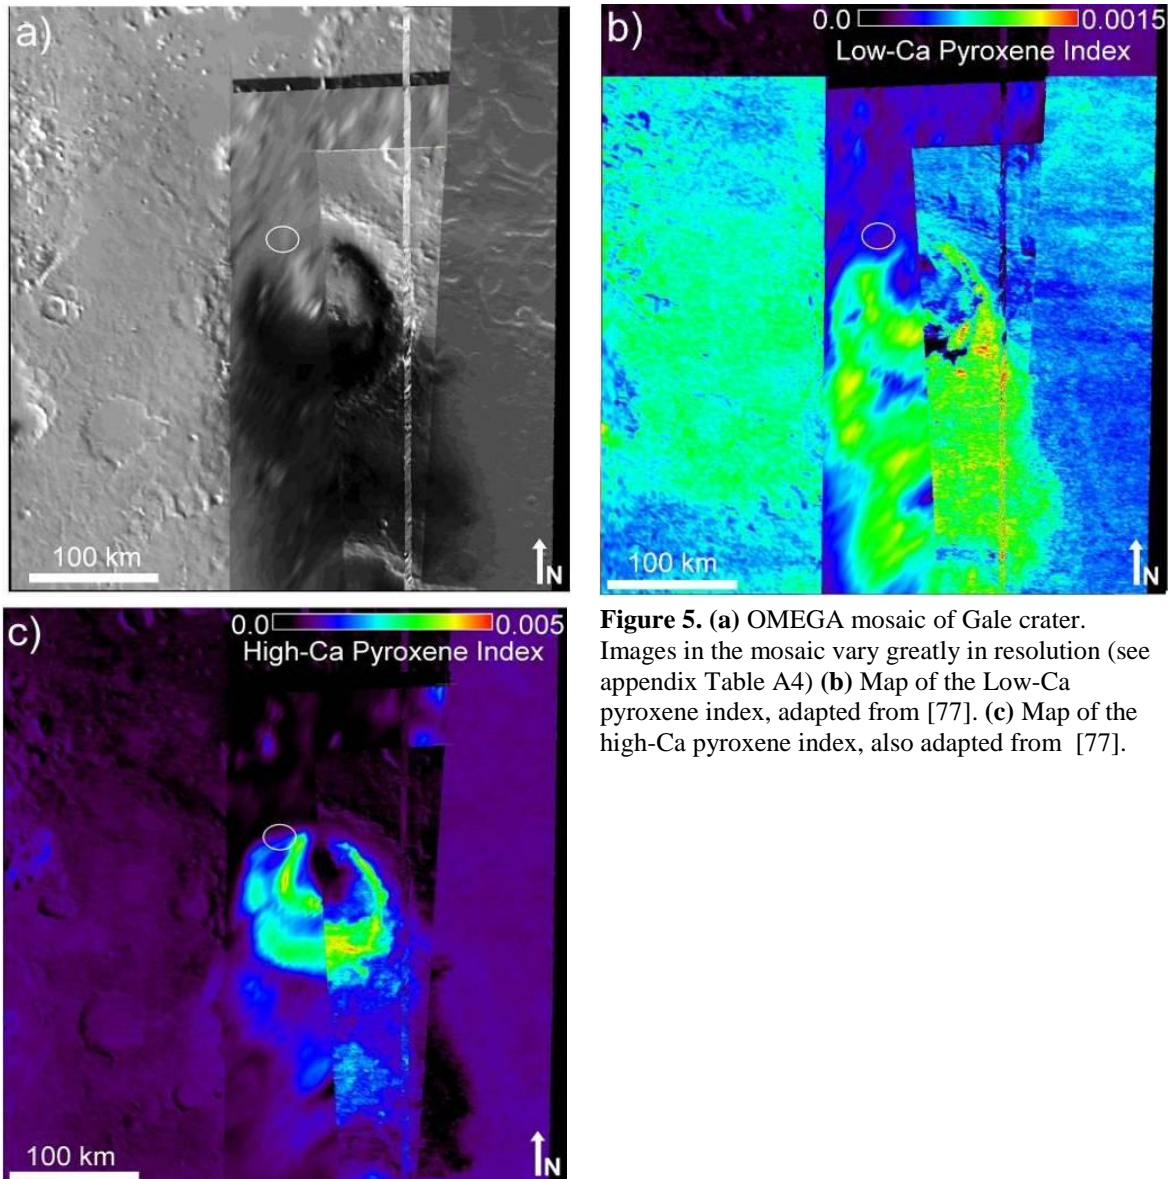 a)
100 km
N
b)
0.0 0.0015
Low-Ca Pyroxene Index
100 km
N
c)
0.0 0.005
High-Ca Pyroxene Index
100 km
N
Figure 5. (a) OMEGA mosaic of Gale crater.
Images in the mosaic vary greatly in resolution (see
appendix Table A4) (b) Map of the Low-Ca
pyroxene index, adapted from [77]. (c) Map of the
high-Ca pyroxene index, also adapted from [77].